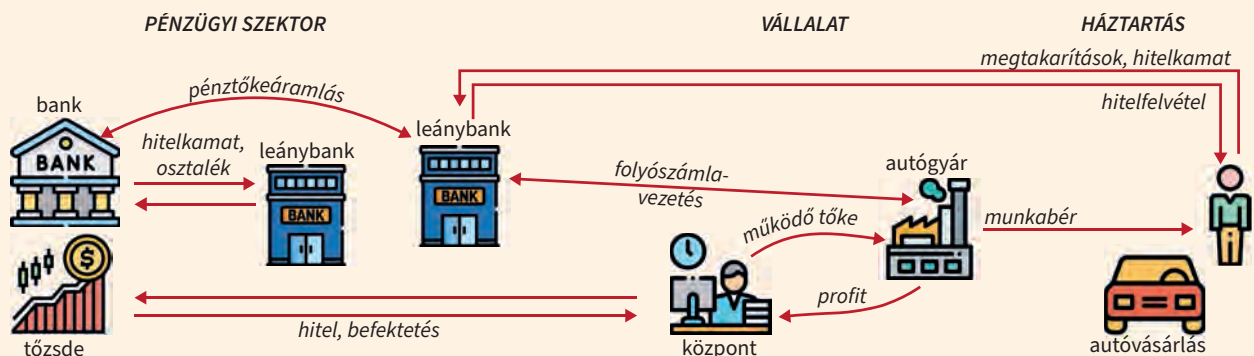 PÉNZÜGYI SZEKTOR
VÁLLALAT
HÁZTARTÁS
megtakarítások, hitelkamat
hitelfelvétel
pénztőkeáramlás
bank
BANK
hitelkamat,
osztalék
leánybank
BANK
leánybank
BANK
folyószámla-
vezetés
autógyár
működő tőke
munkabér
profit
$
tőzsde
hitel, befektetés
központ
autóvásárlás